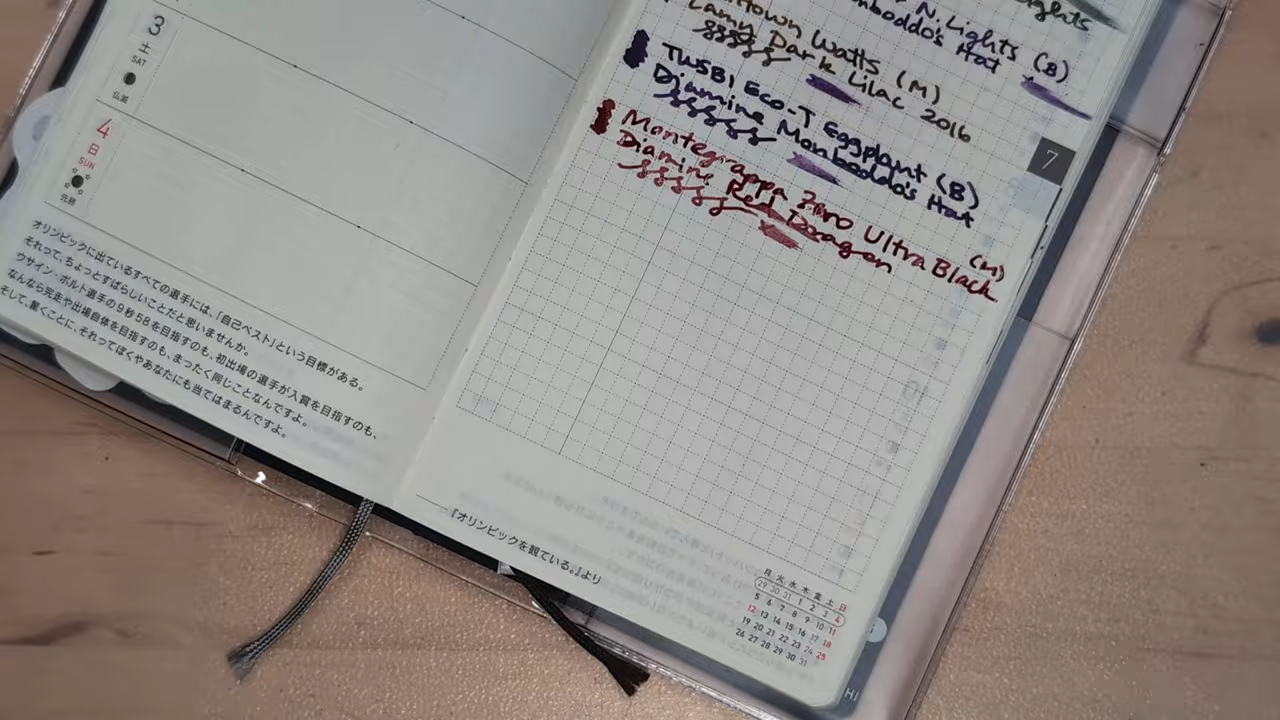 3
土
SAT
仏滅
4
日
SUN
先勝
オリンピックに出ているすべての選手には、「自己ベスト」という目標がある。
それって、ちょっとすばらしいことだと思いませんか。
ウサイン・ボルト選手の9秒58を目指すのも、初出場の選手が入賞を目指すのも、
なんなら完走や出場自体を目指すのも、まったく同じことなんですよ。
そして、驚くことに、それってぼくやあなたにも当てはまるんですよ。
N. Lights (B)
Monboddo's Hat
Watts (M)
Lamy Dark Lilac 2016
TWSBI Eco-T Eggplant (B)
Diamine Monboddo's Hat
Montegrappa Zero Ultra Black (M)
Diamine Red Dragon
7
『オリンピックを観ている。』より
月 火 水 木 金 土 日
29 30 31 1 2 3 4
5 6 7 8 9 10 11
12 13 14 15 16 17 18
19 20 21 22 23 24 25
26 27 28 29 30 31